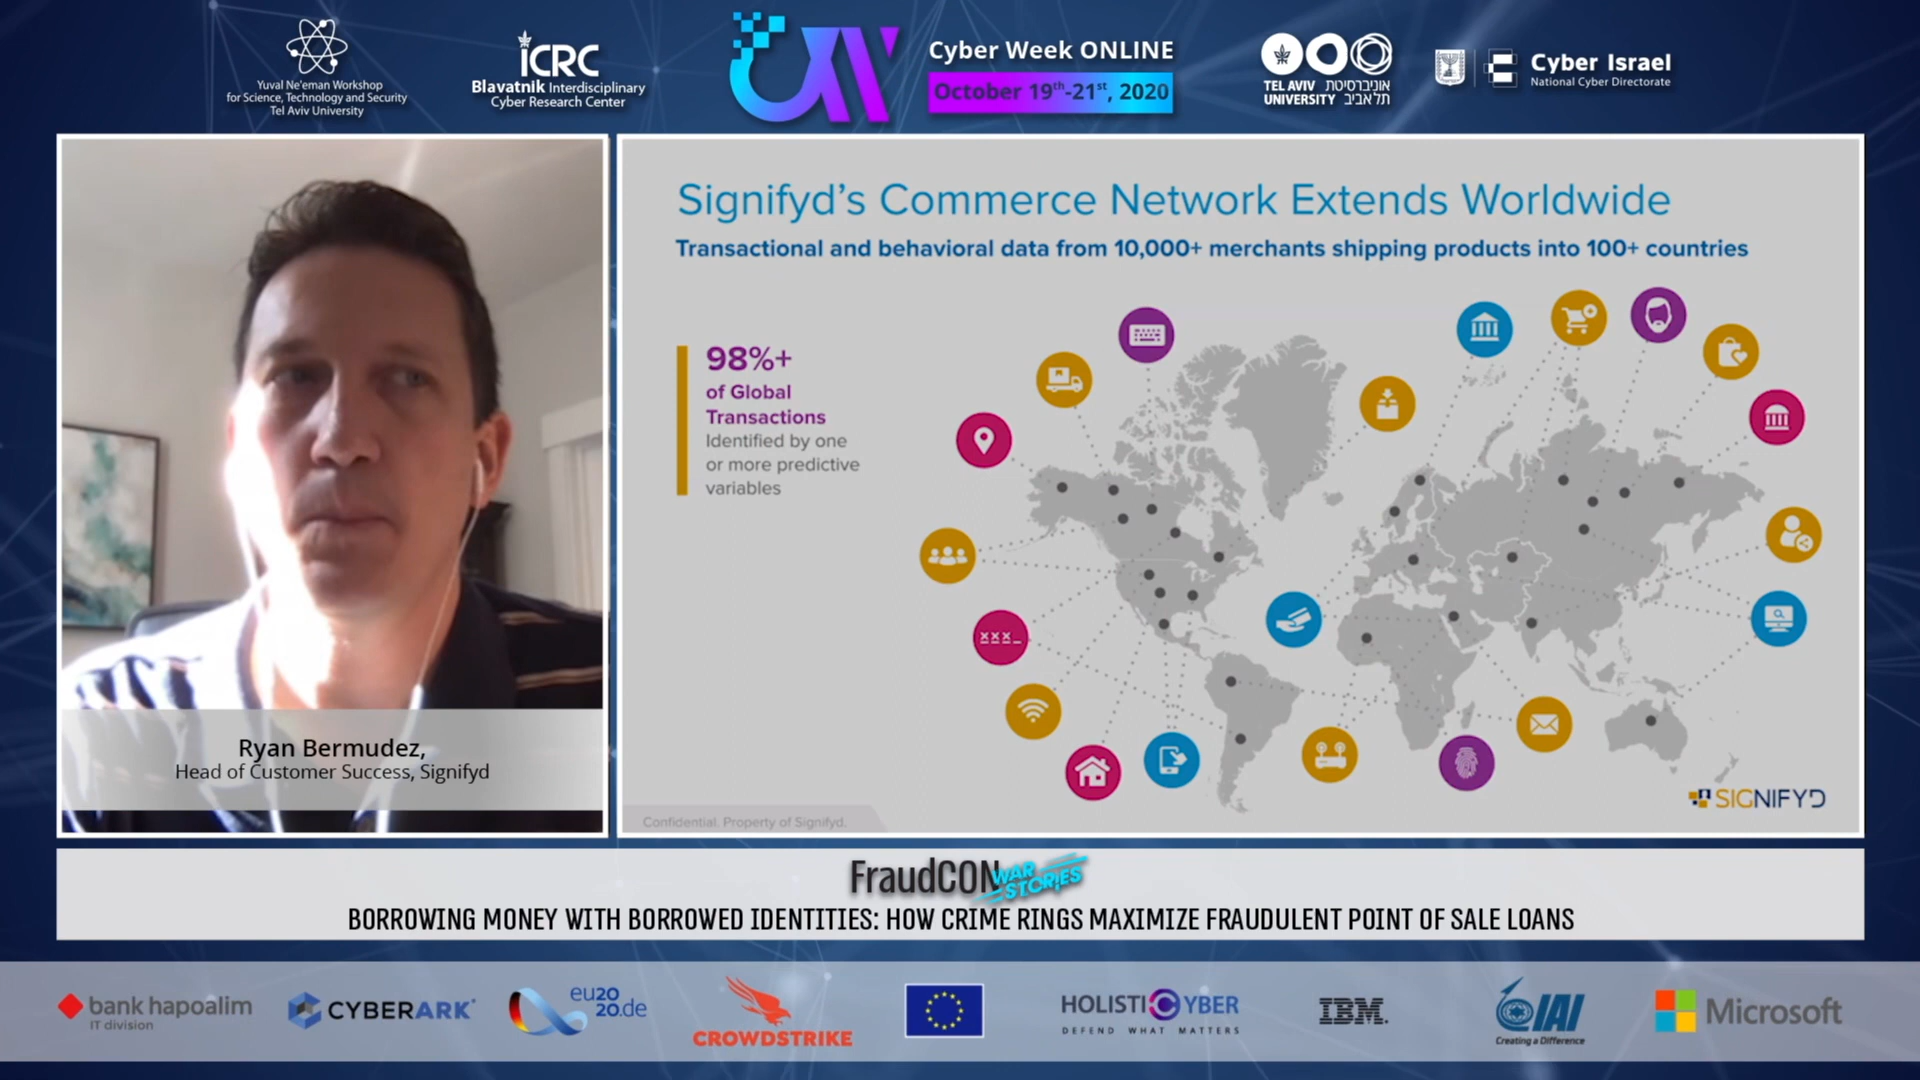 Yuval Ne'eman Workshop
for Science, Technology and Security
Tel Aviv University
ICRC
Blavatnik Interdisciplinary
Cyber Research Center
Cyber Week ONLINE
October 19th-21st, 2020
TEL AVIV אוניברסיטת
UNIVERSITY תל אביב
Cyber Israel
National Cyber Directorate
Signifyd's Commerce Network Extends Worldwide
Transactional and behavioral data from 10,000+ merchants shipping products into 100+ countries
98%+
of Global
Transactions
Identified by one
or more predictive
variables
XXX_
SIGNIFYD
Confidential. Property of Signifyd.
Ryan Bermudez,
Head of Customer Success, Signifyd
FraudCON WAR STORIES
BORROWING MONEY WITH BORROWED IDENTITIES: HOW CRIME RINGS MAXIMIZE FRAUDULENT POINT OF SALE LOANS
bank hapoalim
IT division
CYBERARK
eu20
20.de
CROWDSTRIKE
HOLISTICYBER
DEFEND WHAT MATTERS
IBM.
IAI
Creating a Difference
Microsoft